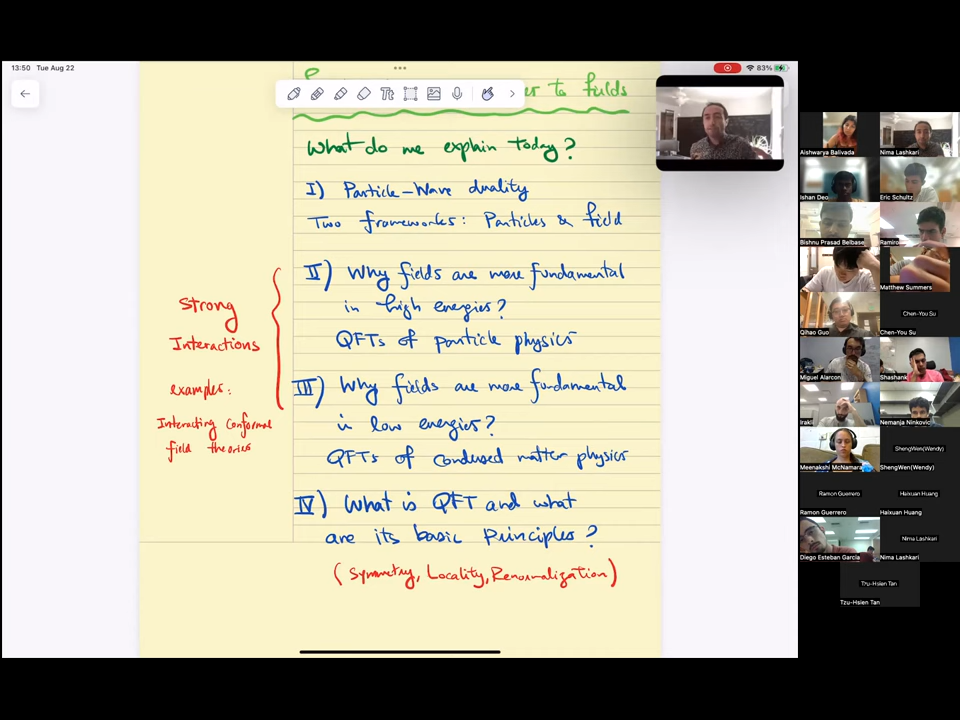 13:50 Tue Aug 22
83%
to fields
What do we explain today?
I) Particle-Wave duality
Two frameworks: Particles & field
II) Why fields are more fundamental
in high energies?
QFTs of particle physics
III) Why fields are more fundamental
in low energies?
QFTs of condensed matter physics
IV) What is QFT and what
are its basic Principles?
(Symmetry, Locality, Renormalization)
Strong
Interactions
examples:
Interacting conformal
field theories
Aishwarya Balivada
Nima Lashkari
Ishan Deo
Eric Schultz
Bishnu Prasad Belbase
Ramiro
Matthew Summers
Qihao Guo
Chen-You Su
Chen-You Su
Miguel Alarcon
Shashank
Irakli
Nemanja Ninkovic
Meenakshi McNamara
ShengWen(Wendy)
ShengWen(Wendy)
Ramon Guerrero
Ramon Guerrero
Haixuan Huang
Haixuan Huang
Diego Esteban Garcia
Nima Lashkari
Nima Lashkari
Tzu-Hsien Tan
Tzu-Hsien Tan